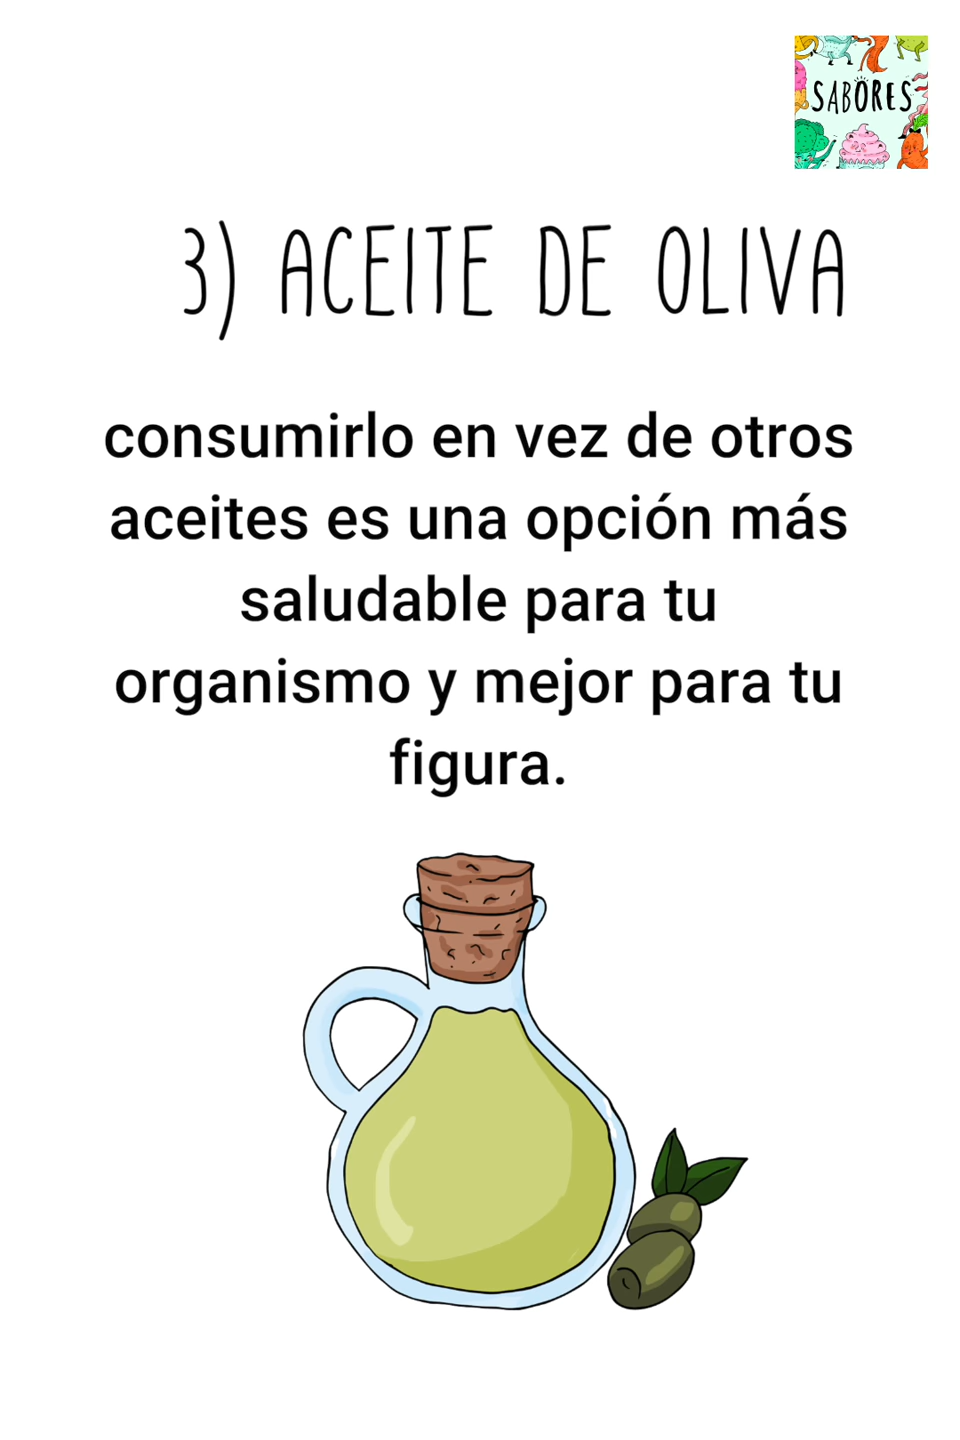 SABORES
3) ACEITE DE OLIVA
consumirlo en vez de otros
aceites es una opción más
saludable para tu
organismo y mejor para tu
figura.